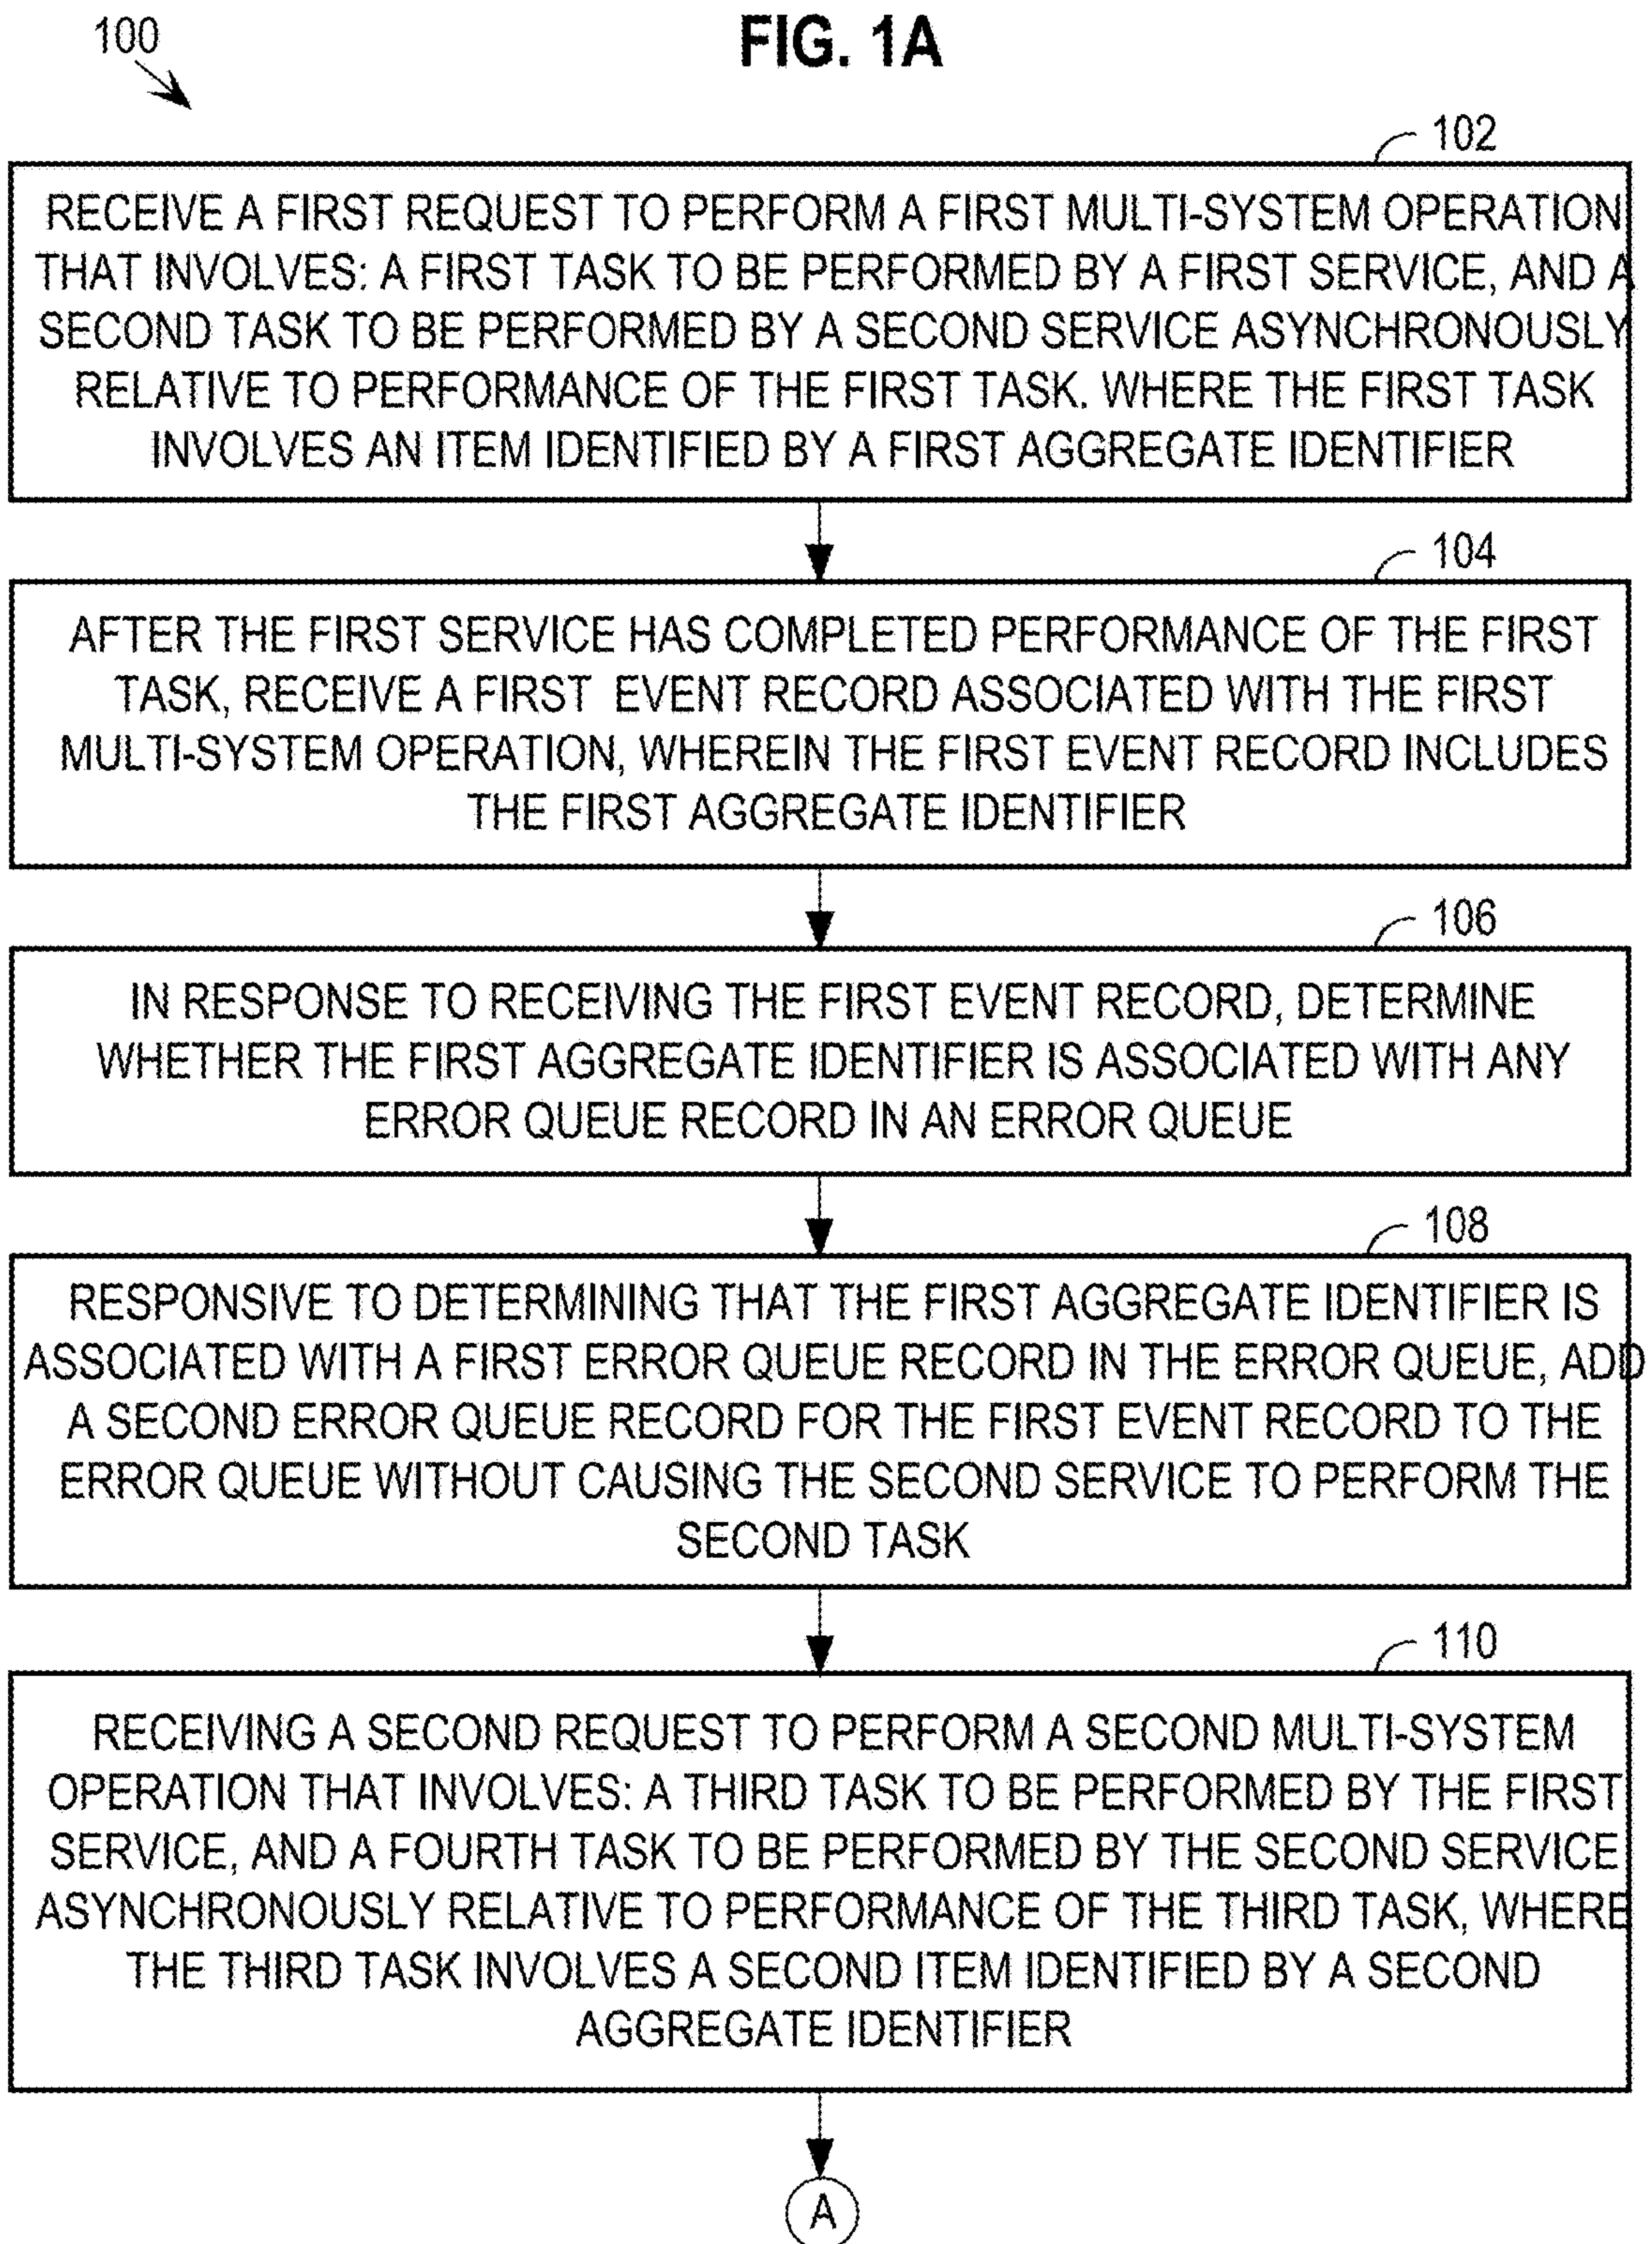 FIG. 1A
100
102
RECEIVE A FIRST REQUEST TO PERFORM A FIRST MULTI-SYSTEM OPERATION
THAT INVOLVES: A FIRST TASK TO BE PERFORMED BY A FIRST SERVICE, AND A
SECOND TASK TO BE PERFORMED BY A SECOND SERVICE ASYNCHRONOUSLY
RELATIVE TO PERFORMANCE OF THE FIRST TASK. WHERE THE FIRST TASK
INVOLVES AN ITEM IDENTIFIED BY A FIRST AGGREGATE IDENTIFIER
104
AFTER THE FIRST SERVICE HAS COMPLETED PERFORMANCE OF THE FIRST
TASK, RECEIVE A FIRST EVENT RECORD ASSOCIATED WITH THE FIRST
MULTI-SYSTEM OPERATION, WHEREIN THE FIRST EVENT RECORD INCLUDES
THE FIRST AGGREGATE IDENTIFIER
106
IN RESPONSE TO RECEIVING THE FIRST EVENT RECORD, DETERMINE
WHETHER THE FIRST AGGREGATE IDENTIFIER IS ASSOCIATED WITH ANY
ERROR QUEUE RECORD IN AN ERROR QUEUE
108
RESPONSIVE TO DETERMINING THAT THE FIRST AGGREGATE IDENTIFIER IS
ASSOCIATED WITH A FIRST ERROR QUEUE RECORD IN THE ERROR QUEUE, ADD
A SECOND ERROR QUEUE RECORD FOR THE FIRST EVENT RECORD TO THE
ERROR QUEUE WITHOUT CAUSING THE SECOND SERVICE TO PERFORM THE
SECOND TASK
110
RECEIVING A SECOND REQUEST TO PERFORM A SECOND MULTI-SYSTEM
OPERATION THAT INVOLVES: A THIRD TASK TO BE PERFORMED BY THE FIRST
SERVICE, AND A FOURTH TASK TO BE PERFORMED BY THE SECOND SERVICE
ASYNCHRONOUSLY RELATIVE TO PERFORMANCE OF THE THIRD TASK, WHERE
THE THIRD TASK INVOLVES A SECOND ITEM IDENTIFIED BY A SECOND
AGGREGATE IDENTIFIER
A